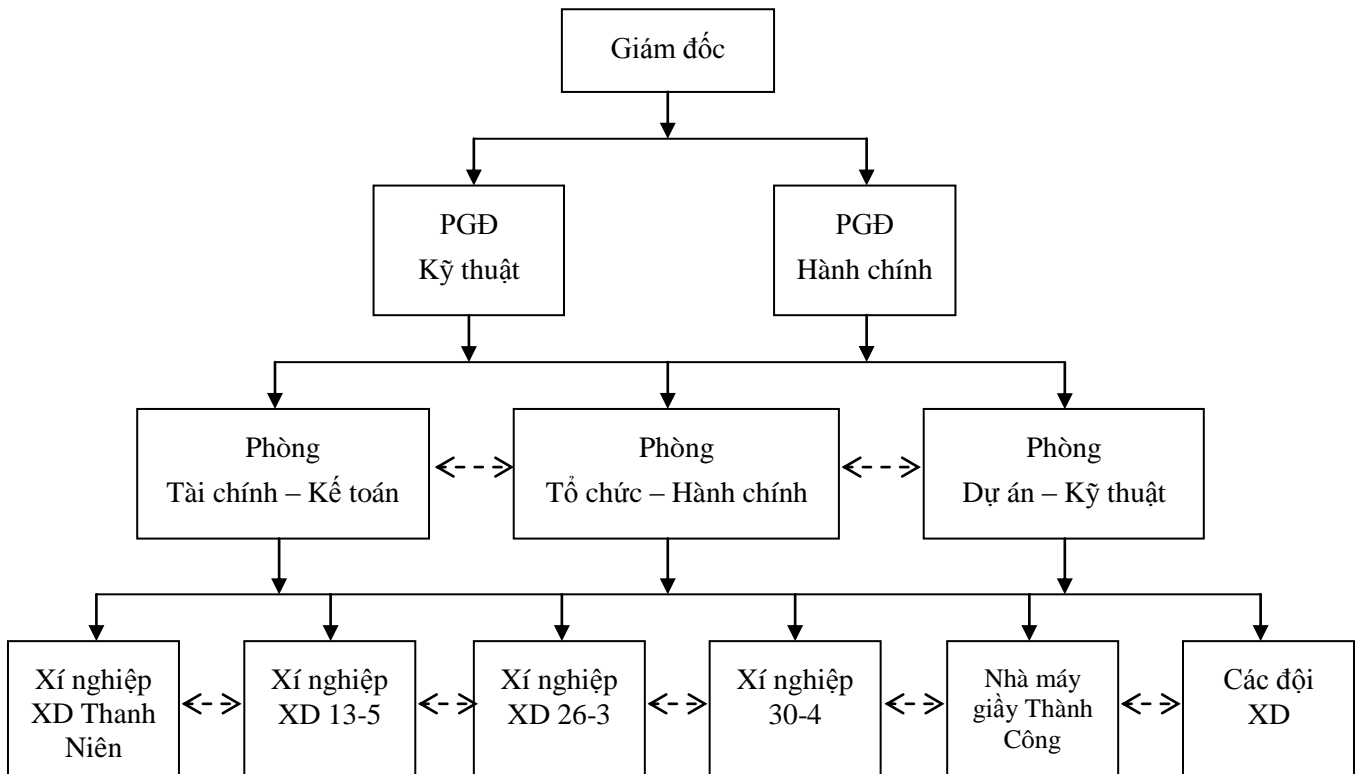 Giám đốc
PGĐ
Kỹ thuật
PGĐ
Hành chính
Phòng
Tài chính – Kế toán
Phòng
Tổ chức – Hành chính
Phòng
Dự án – Kỹ thuật
Xí nghiệp
XD Thanh
Niên
Xí nghiệp
XD 13-5
Xí nghiệp
XD 26-3
Xí nghiệp
30-4
Nhà máy
giầy Thành
Công
Các đội
XD